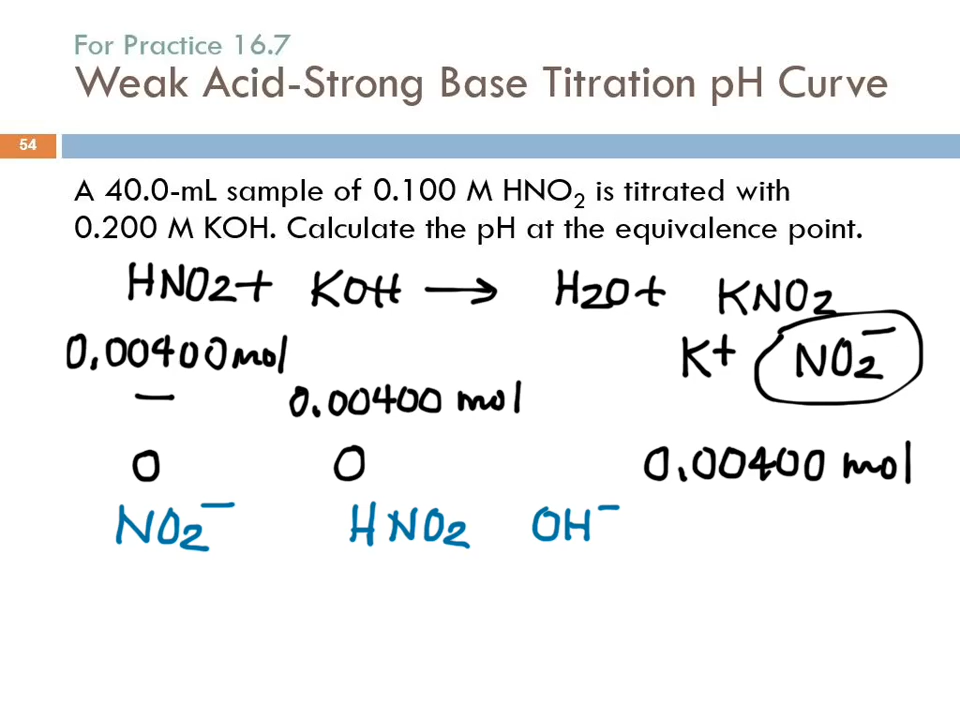 For Practice 16.7
Weak Acid-Strong Base Titration pH Curve
54
A 40.0-mL sample of 0.100 M HNO₂ is titrated with
0.200 M KOH. Calculate the pH at the equivalence point.
HNO2 + KOH → H2O + KNO2
0.00400 mol K+ NO2⁻
— 0.00400 mol
0 0 0.00400 mol
NO2⁻ HNO2 OH⁻